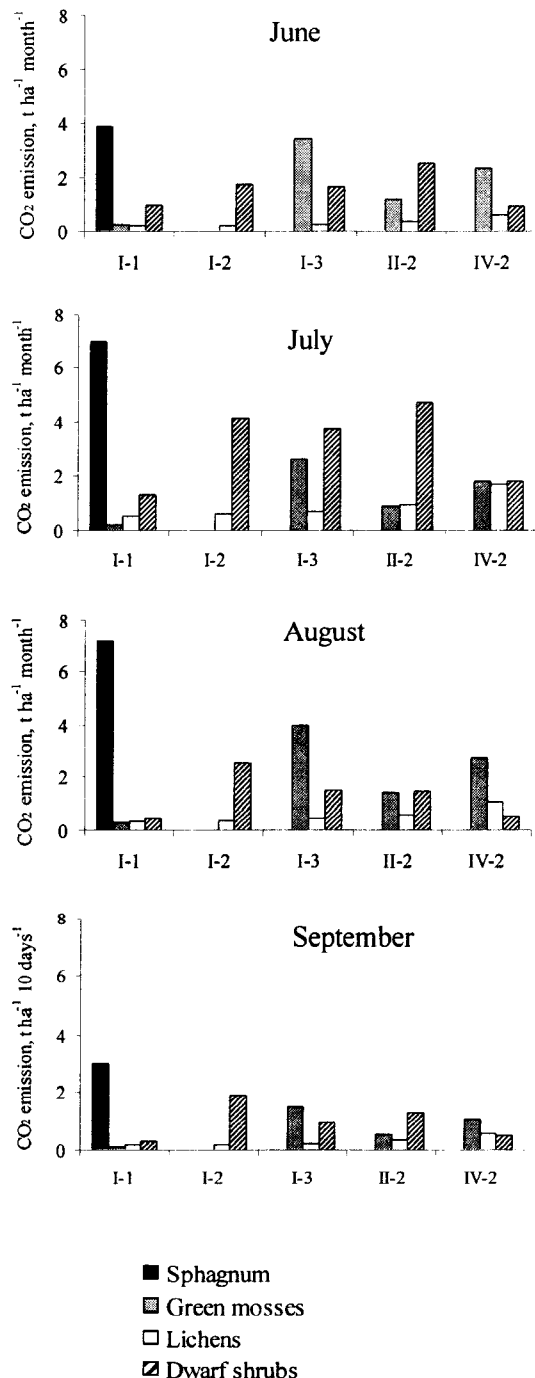 June
CO₂ emission, t ha⁻¹ month⁻¹
8
6
4
2
0
I-1 I-2 I-3 II-2 IV-2
July
CO₂ emission, t ha⁻¹ month⁻¹
8
6
4
2
0
I-1 I-2 I-3 II-2 IV-2
August
CO₂ emission, t ha⁻¹ month⁻¹
8
6
4
2
0
I-1 I-2 I-3 II-2 IV-2
September
CO₂ emission, t ha⁻¹ 10 days⁻¹
8
6
4
2
0
I-1 I-2 I-3 II-2 IV-2
Sphagnum
Green mosses
Lichens
Dwarf shrubs